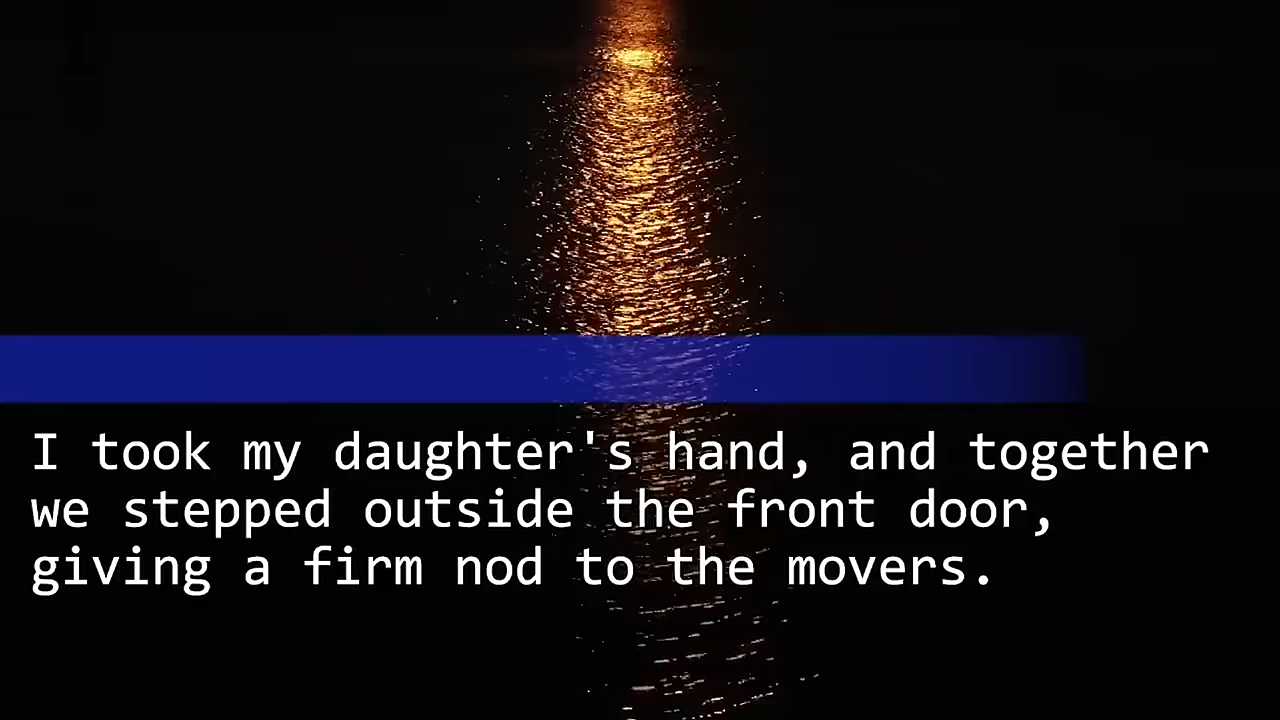 I took my daughter's hand, and together
we stepped outside the front door,
giving a firm nod to the movers.